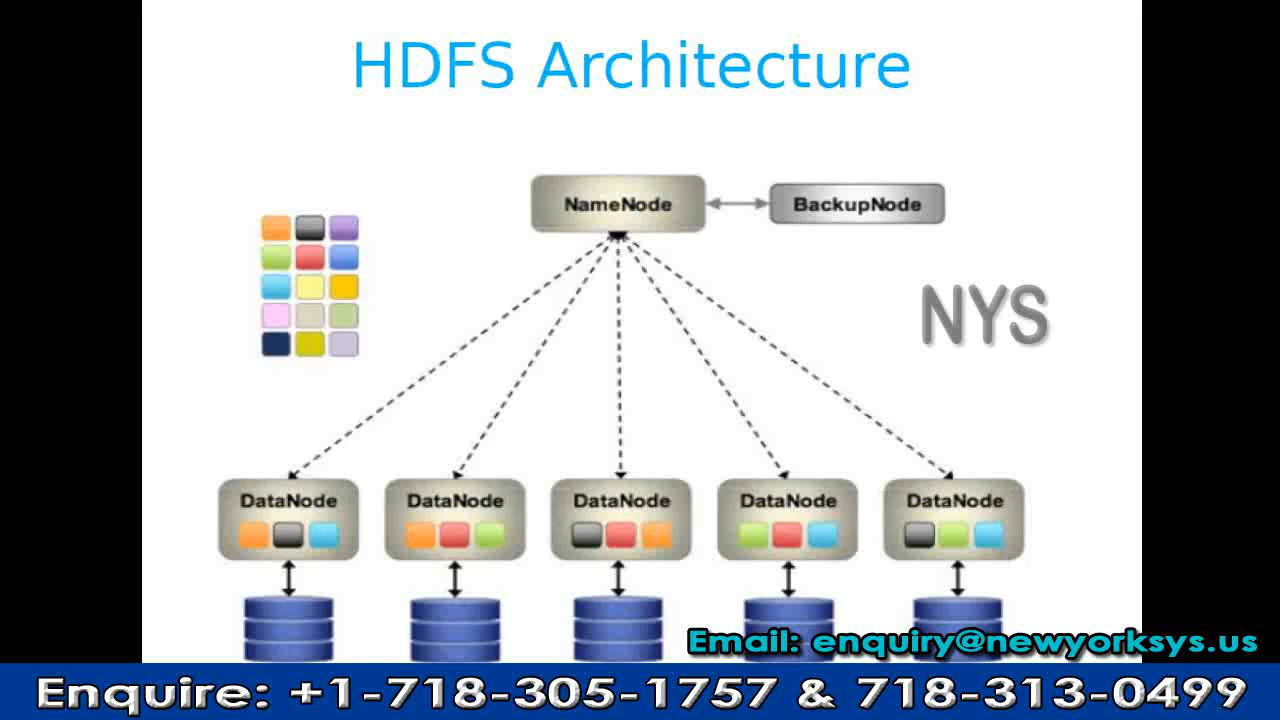 HDFS Architecture
NameNode
BackupNode
NYS
DataNode
DataNode
DataNode
DataNode
DataNode
Email: enquiry@newyorksys.us
Enquire: +1-718-305-1757 & 718-313-0499